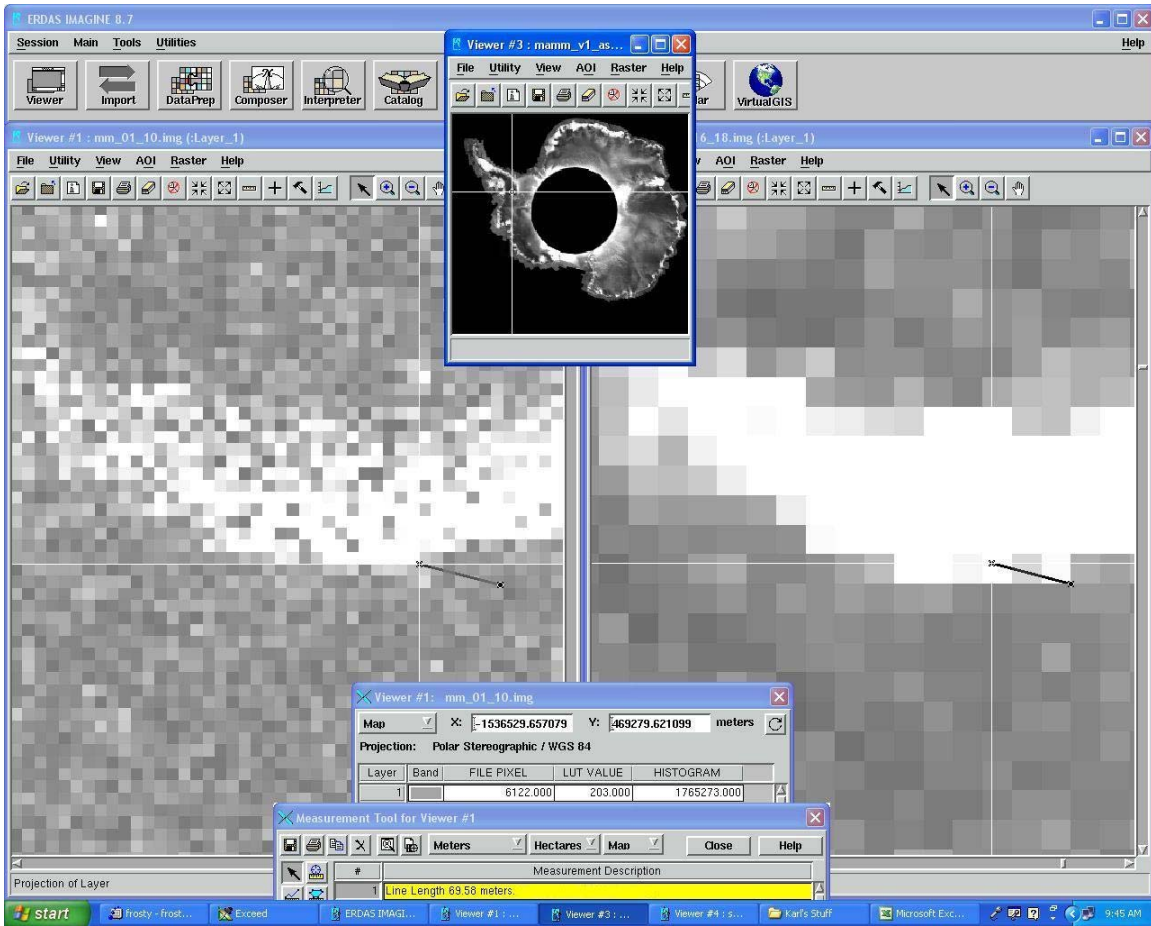 ERDAS IMAGINE 8.7
Session Main Tools Utilities Help
Viewer Import DataPrep Composer Interpreter Catalog VirtualGIS
Viewer #3 : mamm_v1_as...
File Utility View AOI Raster Help
Viewer #1 : mm_01_10.img (:Layer_1)
File Utility View AOI Raster Help
16_18.img (:Layer_1)
AOI Raster Help
Viewer #1: mm_01_10.img
Map X: -1536529.657079 Y: 469279.621099 meters
Projection: Polar Stereographic / WGS 84
Layer Band FILE PIXEL LUT VALUE HISTOGRAM
1 6122.000 203.000 1765273.000
Measurement Tool for Viewer #1
Meters Hectares Map Close Help
# Measurement Description
1 Line Length 69.58 meters.
Projection of Layer
start frosty - frost... Exceed ERDAS IMAGI... Viewer #1 : ... Viewer #3 : ... Viewer #4 : s... Karl's Stuff Microsoft Exc... 9:45 AM